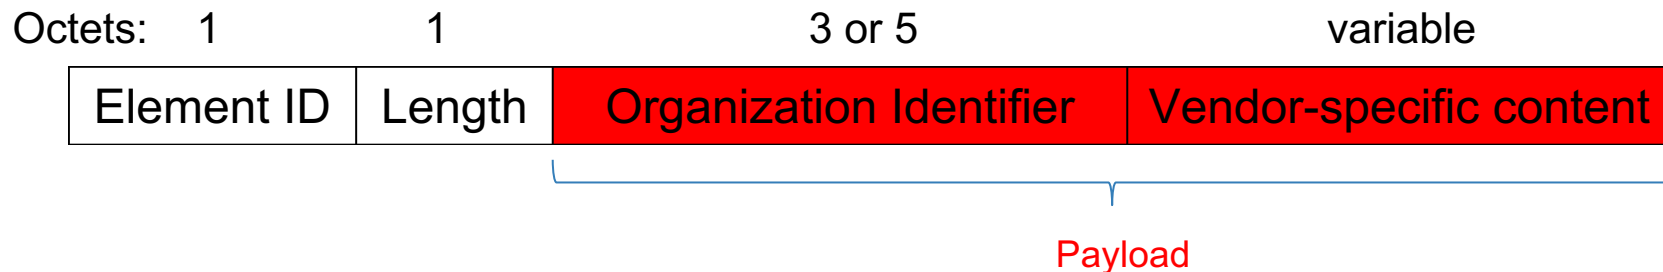 Octets: 1 1 3 or 5 variable
Element ID Length Organization Identifier Vendor-specific content
Payload